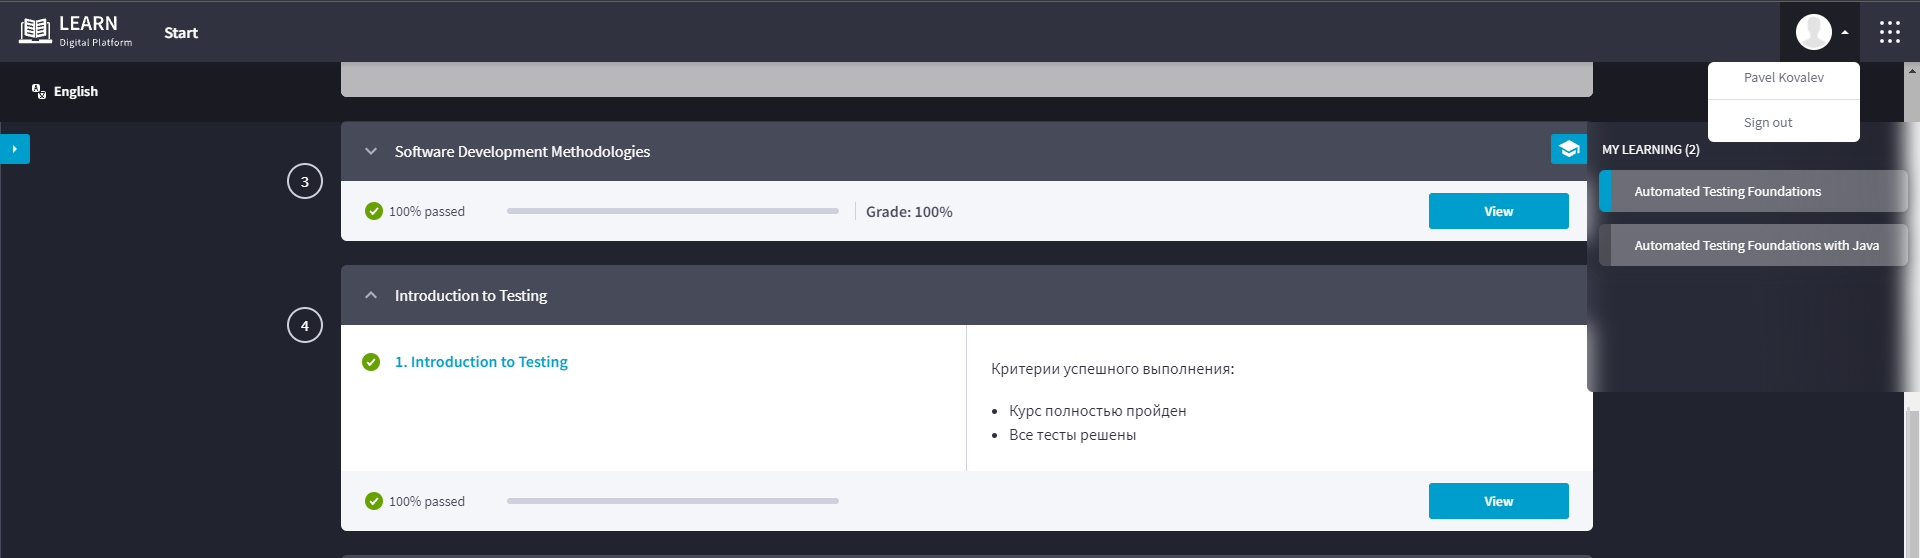 LEARN
Digital Platform
Start
Pavel Kovalev
Sign out
English
3
Software Development Methodologies
100% passed
Grade: 100%
View
MY LEARNING (2)
Automated Testing Foundations
Automated Testing Foundations with Java
4
Introduction to Testing
1. Introduction to Testing
Критерии успешного выполнения:
• Курс полностью пройден
• Все тесты решены
100% passed
View